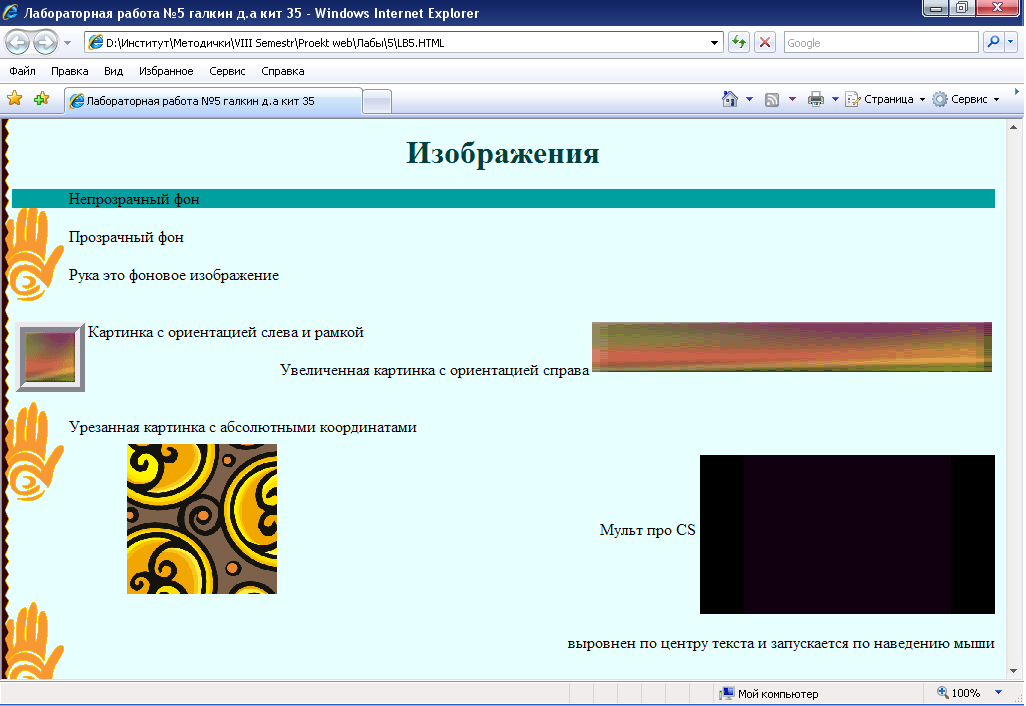 Лабораторная работа №5 галкин д.а кит 35 - Windows Internet Explorer
D:\Институт\Методички\VIII Semestr\Proekt web\Лабы\5\LB5.HTML
Google
Файл Правка Вид Избранное Сервис Справка
Лабораторная работа №5 галкин д.а кит 35
Страница Сервис
Изображения
Непрозрачный фон
Прозрачный фон
Рука это фоновое изображение
Картинка с ориентацией слева и рамкой
Увеличенная картинка с ориентацией справа
Урезанная картинка с абсолютными координатами
Мульт про CS
выровнен по центру текста и запускается по наведению мыши
Мой компьютер
100%